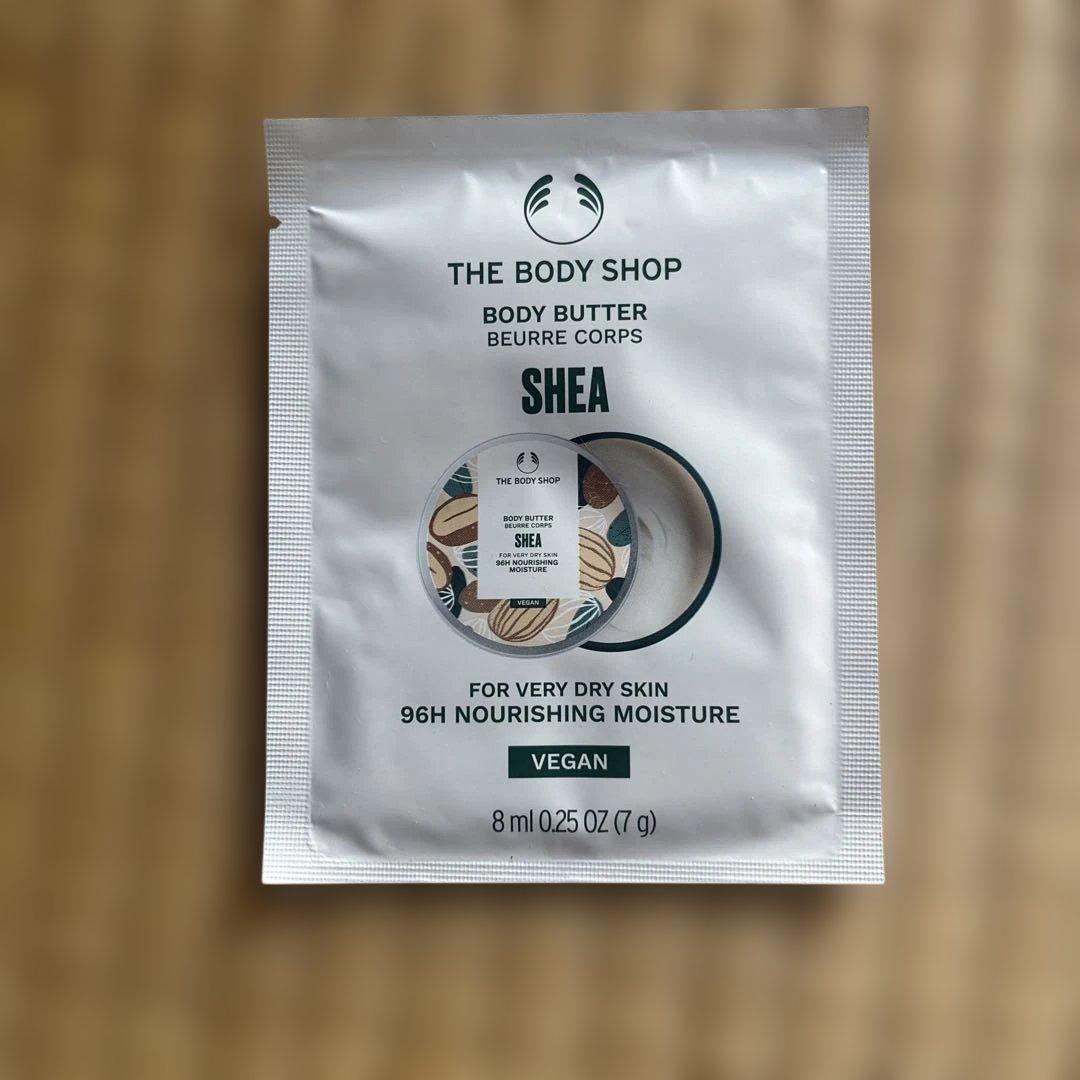 THE BODY SHOP
BODY BUTTER
BEURRE CORPS
SHEA
THE BODY SHOP
BODY BUTTER
BEURRE CORPS
SHEA
FOR VERY DRY SKIN
96H NOURISHING
MOISTURE
VEGAN
FOR VERY DRY SKIN
96H NOURISHING MOISTURE
VEGAN
8 ml 0.25 OZ (7 g)